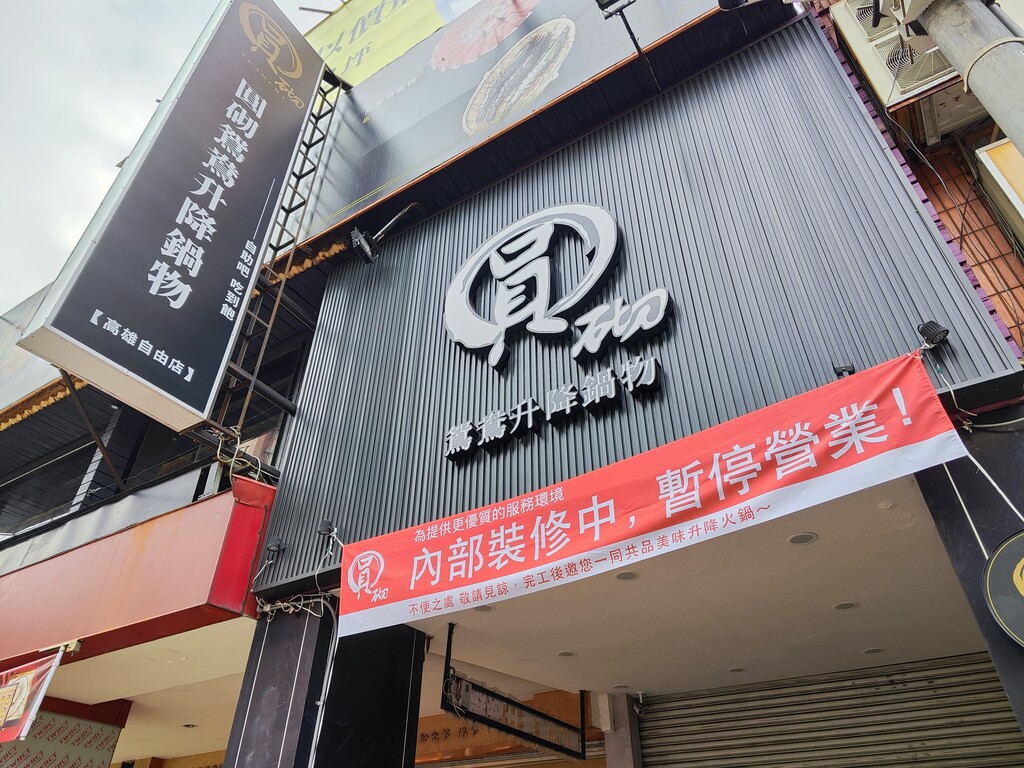 圓
砌
圓砌鴛鴦升降鍋物
自助吧 吃到飽
【高雄自由店】
圓
砌
鴛鴦升降鍋物
為提供更優質的服務環境
內部裝修中，暫停營業！
不便之處 敬請見諒，完工後邀您一同共品美味升降火鍋～
圓
砌